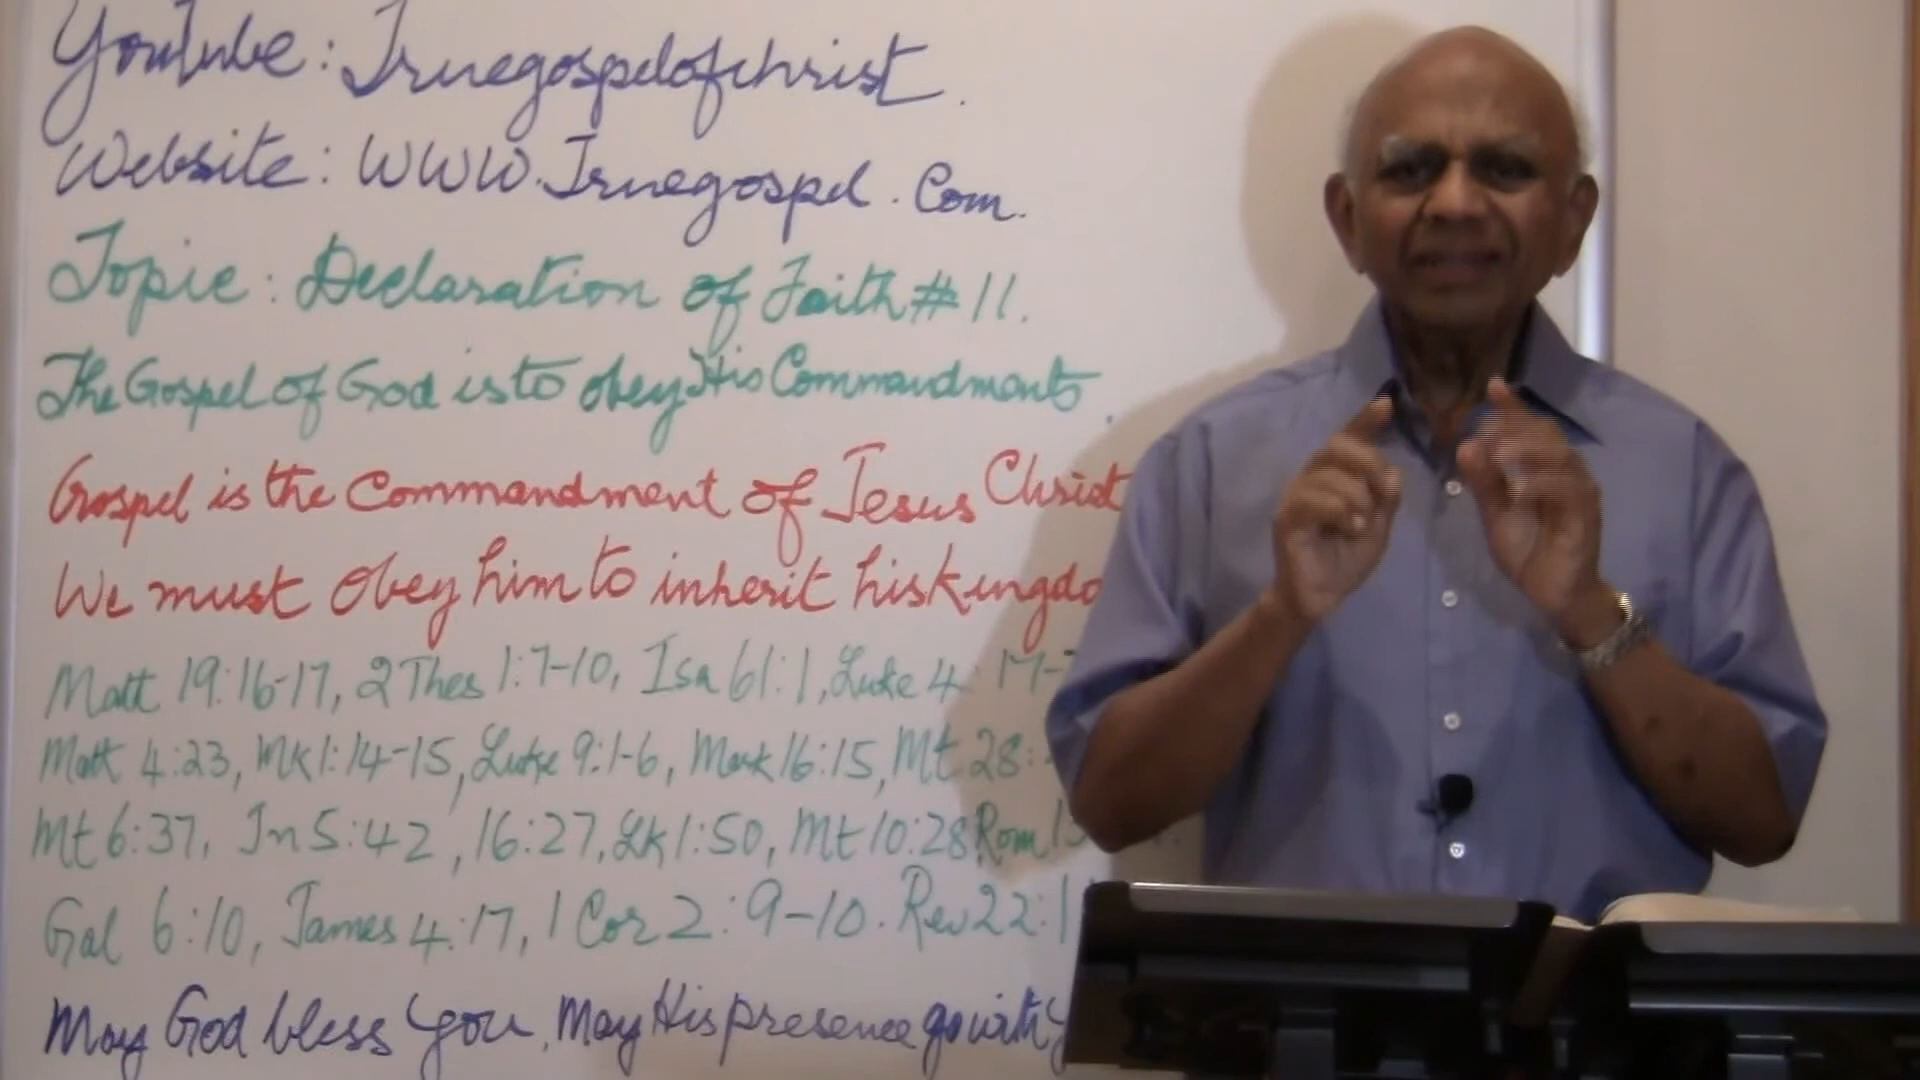 YouTube: Truegospelofchrist.
Website: WWW.Truegospel.Com.
Topic: Declaration of Faith # 11.
The Gospel of God is to obey His Commandments.
Gospel is the Commandment of Jesus Christ
We must obey him to inherit his kingdo
Matt 19:16-17, 2 Thes 1:7-10, Isa 61:1, Luke 4 17-
Matt 4:23, Mk 1:14-15, Luke 9:1-6, Mark 16:15, Mt 28:
Mt 6:37, Jn 5:42, 16:27, Lk 1:50, Mt 10:28 Rom 13
Gal 6:10, James 4:17, 1 Cor 2:9-10. Rev 22:1
May God bless you, May His presence go with y